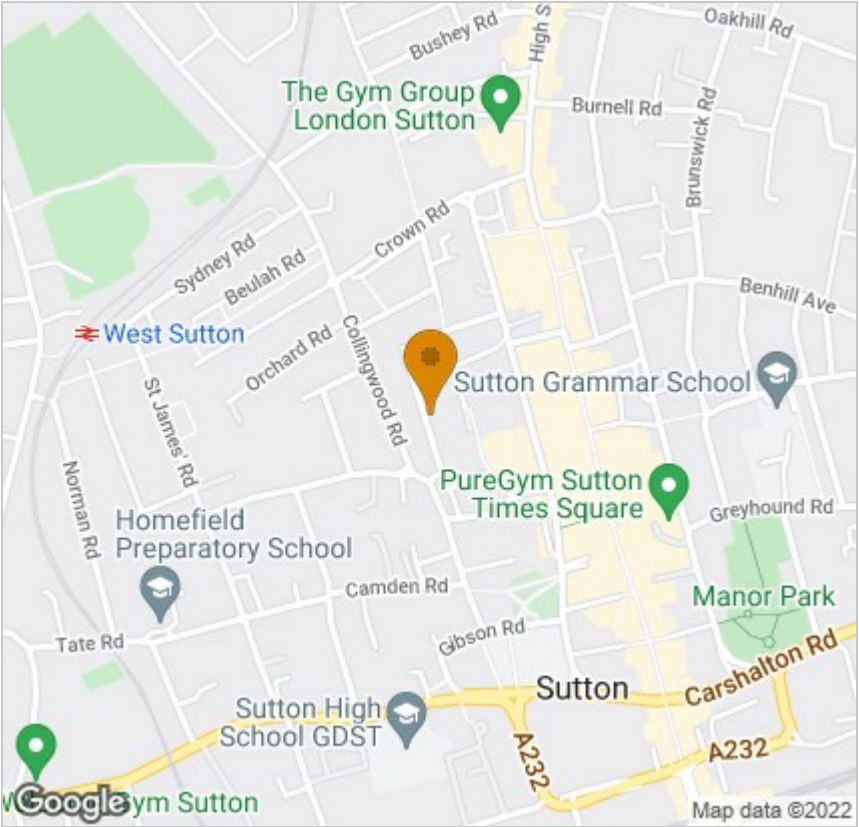 Bushey Rd
High S
Oakhill Rd
The Gym Group
London Sutton
Burnell Rd
Brunswick Rd
Crown Rd
Sydney Rd
Beulah Rd
Benhill Ave
West Sutton
Orchard Rd
Collingwood Rd
Sutton Grammar School
St James' Rd
PureGym Sutton
Times Square
Norman Rd
Greyhound Rd
Homefield
Preparatory School
Camden Rd
Manor Park
Tate Rd
Gibson Rd
Carshalton Rd
Sutton
Sutton High
School GDST
A232
A232
Gym Sutton
Google
Map data ©2022